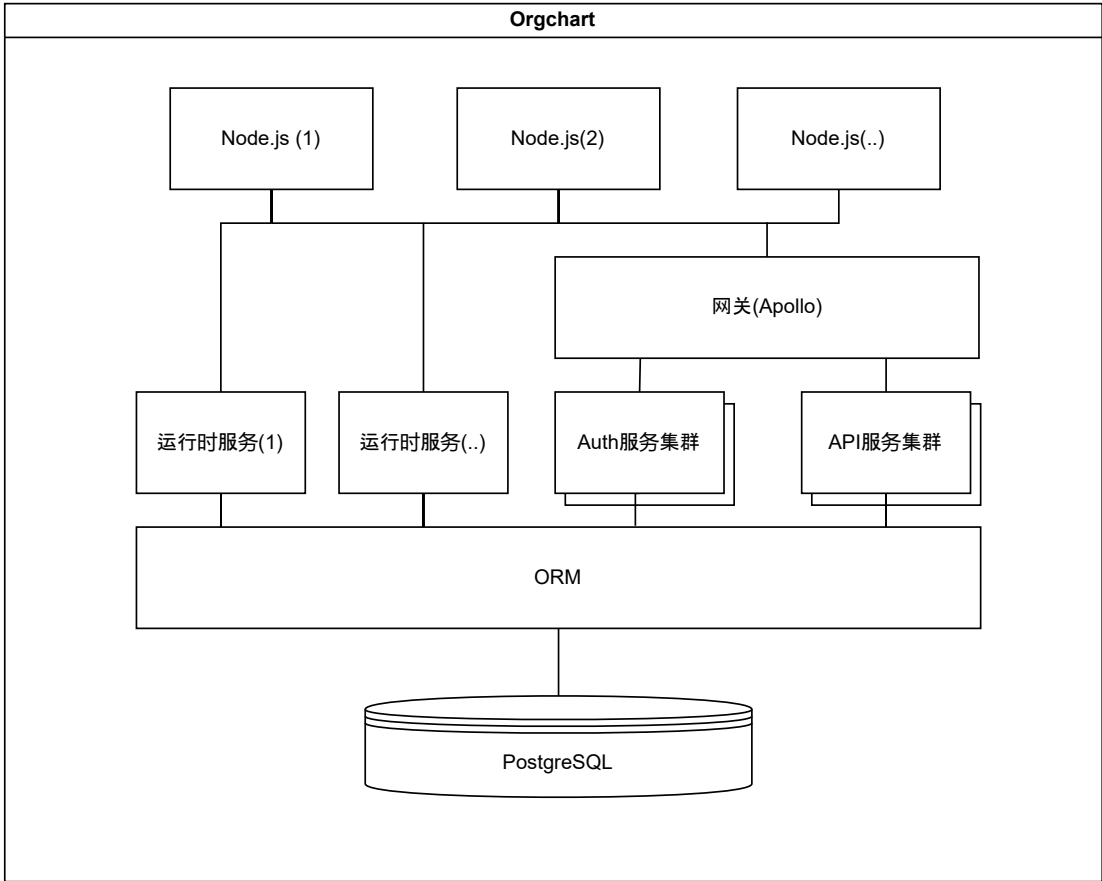 Orgchart
Node.js (1)
Node.js(2)
Node.js(..)
网关(Apollo)
运行时服务(1)
运行时服务(..)
Auth服务集群
API服务集群
ORM
PostgreSQL